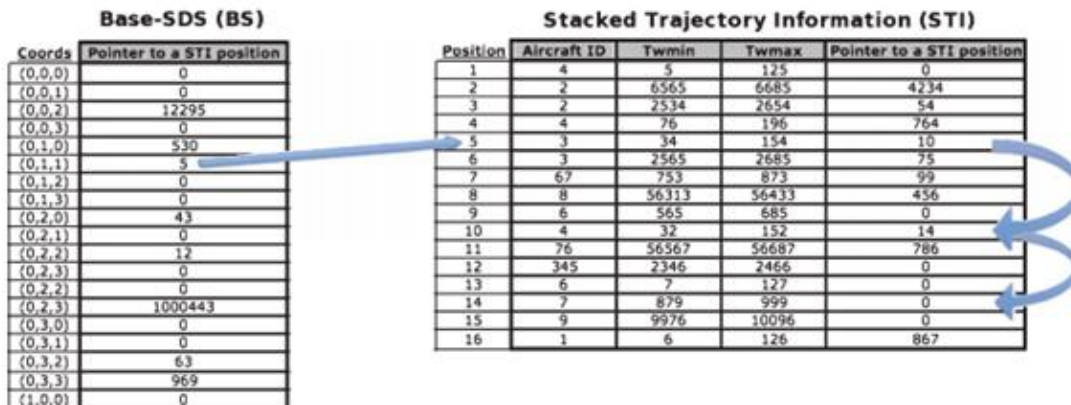 Base-SDS (BS)
Coords Pointer to a STI position
(0,0,0) 0
(0,0,1) 0
(0,0,2) 12295
(0,0,3) 0
(0,1,0) 530
(0,1,1) 5
(0,1,2) 0
(0,1,3) 0
(0,2,0) 43
(0,2,1) 0
(0,2,2) 12
(0,2,3) 0
(0,2,2) 0
(0,2,3) 1000443
(0,3,0) 0
(0,3,1) 0
(0,3,2) 63
(0,3,3) 969
(1,0,0) 0
Stacked Trajectory Information (STI)
Position Aircraft ID Twmin Twmax Pointer to a STI position
1 4 5 125 0
2 2 6565 6685 4234
3 2 2534 2654 54
4 4 76 196 764
5 3 34 154 10
6 3 2565 2685 75
7 67 753 873 99
8 8 56313 56433 456
9 6 565 685 0
10 4 32 152 14
11 76 56567 56687 786
12 345 2346 2466 0
13 6 7 127 0
14 7 879 999 0
15 9 9976 10096 0
16 1 6 126 867